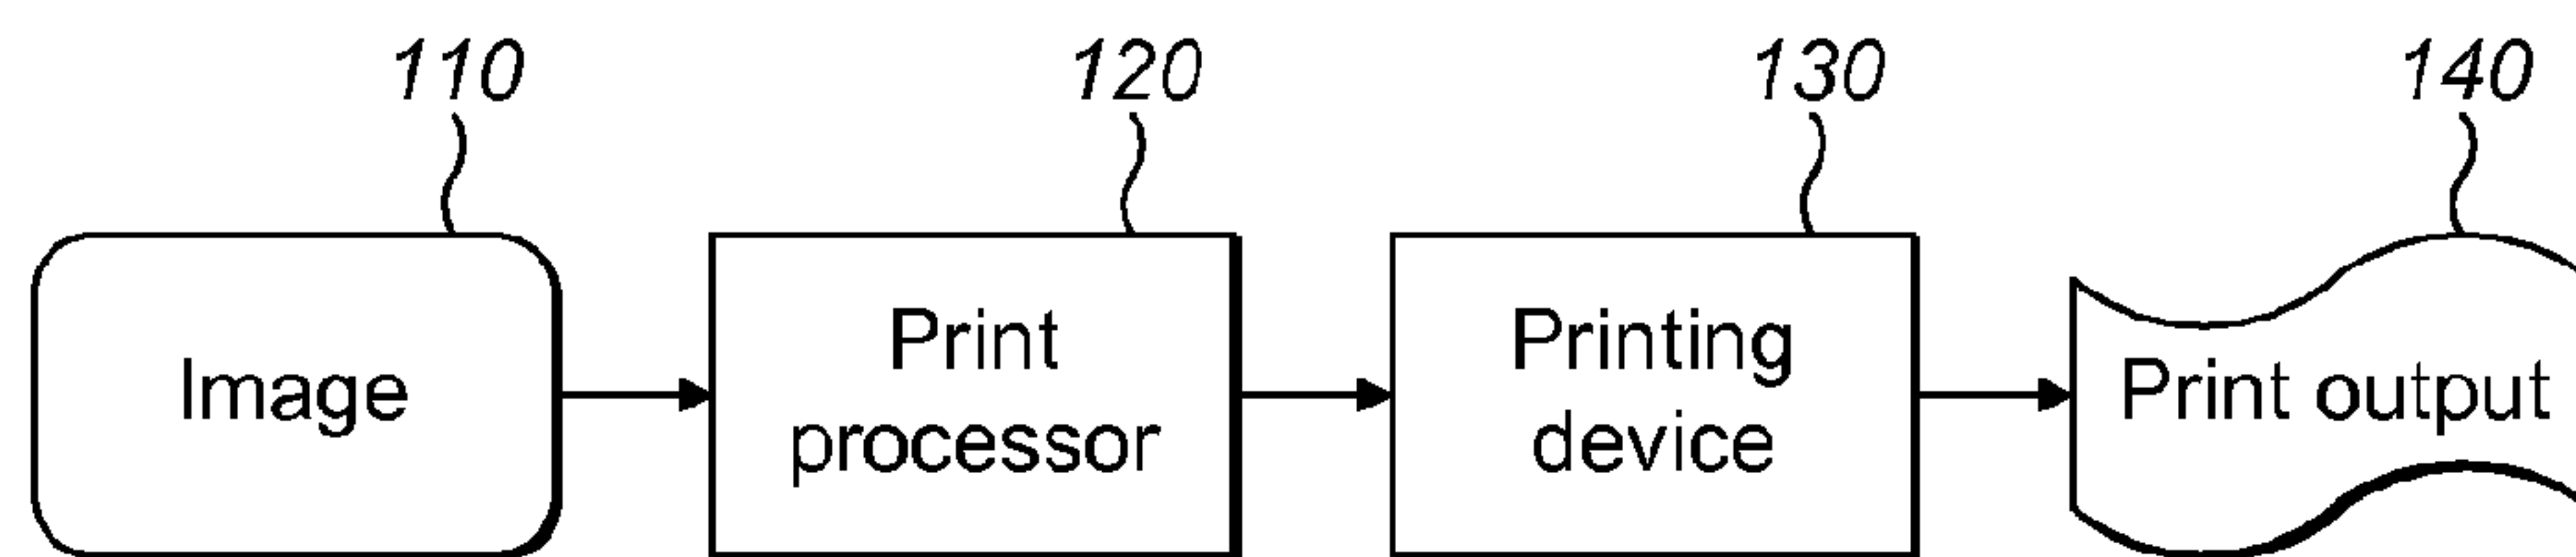 110
120
130
140
Image
Print
processor
Printing
device
Print output